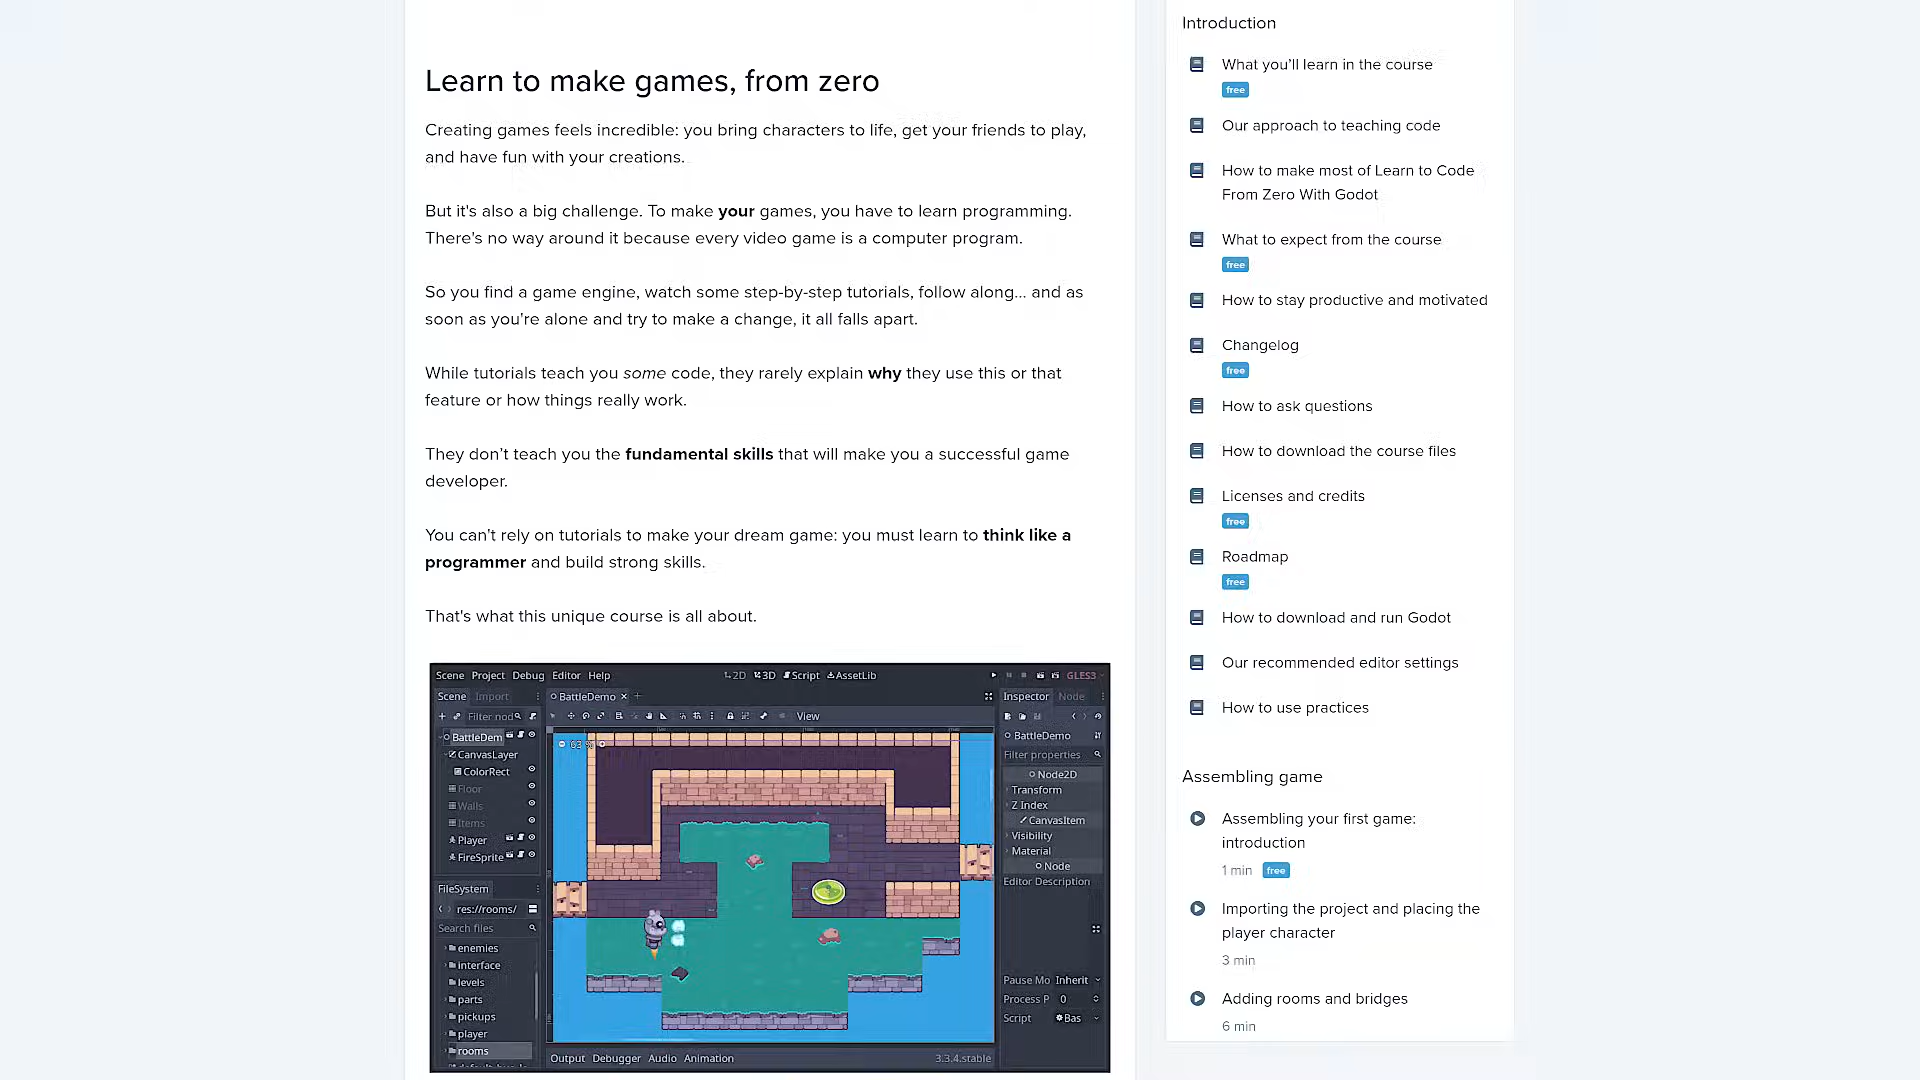 Learn to make games, from zero
Creating games feels incredible: you bring characters to life, get your friends to play,
and have fun with your creations.
But it's also a big challenge. To make your games, you have to learn programming.
There's no way around it because every video game is a computer program.
So you find a game engine, watch some step-by-step tutorials, follow along... and as
soon as you're alone and try to make a change, it all falls apart.
While tutorials teach you some code, they rarely explain why they use this or that
feature or how things really work.
They don’t teach you the fundamental skills that will make you a successful game
developer.
You can't rely on tutorials to make your dream game: you must learn to think like a
programmer and build strong skills.
That's what this unique course is all about.
Scene Project Debug Editor Help
2D 3D Script AssetLib
GLES3
Scene Import
BattleDemo
Inspector Node
Filter nod
View
BattleDem
CanvasLayer
ColorRect
Floor
Walls
Items
Player
FireSprite
FileSystem
res://rooms/
Search files
enemies
interface
levels
parts
pickups
player
rooms
BattleDemo
Filter properties
Node2D
Transform
Z Index
CanvasItem
Visibility
Material
Node
Editor Description
Pause Mo Inherit
Process P 0
Script Bas
Output Debugger Audio Animation
3.3.4.stable
Introduction
What you’ll learn in the course
free
Our approach to teaching code
How to make most of Learn to Code
From Zero With Godot
What to expect from the course
free
How to stay productive and motivated
Changelog
free
How to ask questions
How to download the course files
Licenses and credits
free
Roadmap
free
How to download and run Godot
Our recommended editor settings
How to use practices
Assembling game
Assembling your first game:
introduction
1 min free
Importing the project and placing the
player character
3 min
Adding rooms and bridges
6 min